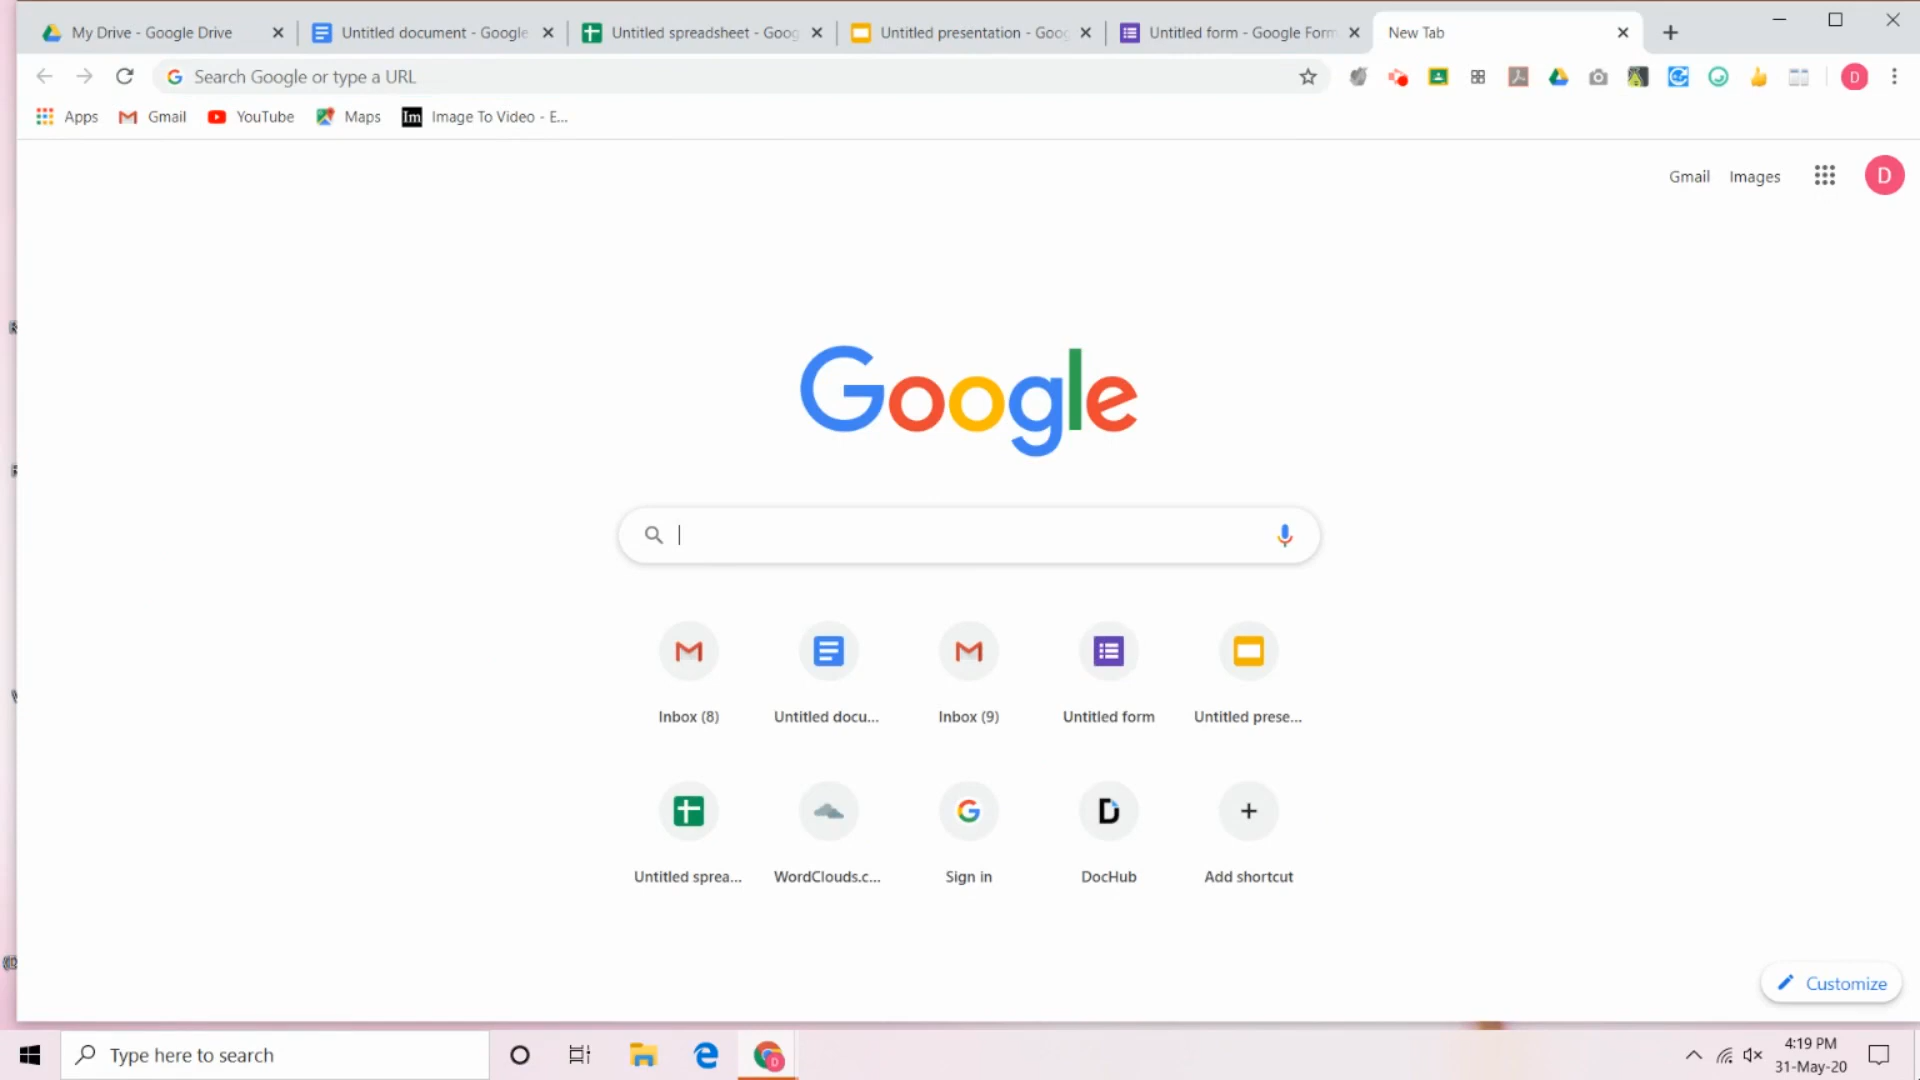 My Drive - Google Drive
Untitled document - Google
Untitled spreadsheet - Goog
Untitled presentation - Goog
Untitled form - Google Form
New Tab
Search Google or type a URL
D
Apps
Gmail
YouTube
Maps
Im
Image To Video - E...
Gmail
Images
D
Google
Inbox (8)
Untitled docu...
Inbox (9)
Untitled form
Untitled prese...
Untitled sprea...
WordClouds.c...
Sign in
DocHub
Add shortcut
Customize
Type here to search
D
4:19 PM
31-May-20